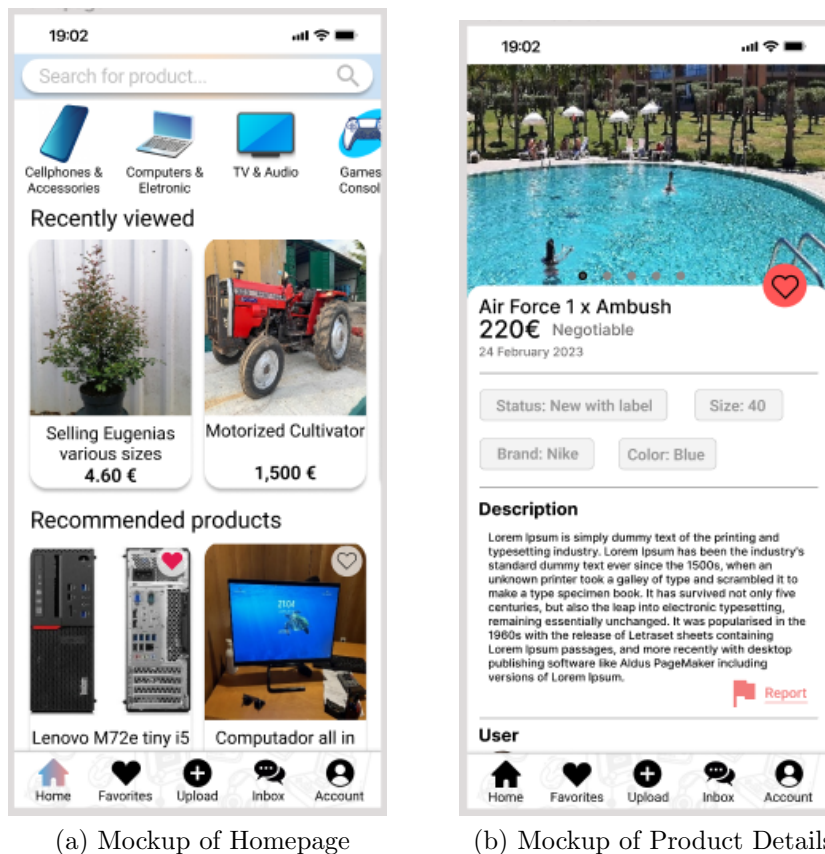 19:02
Search for product...
Cellphones &
Accessories
Computers &
Eletronic
TV & Audio
Games
Consol
Recently viewed
Selling Eugenias
various sizes
4.60 €
Motorized Cultivator
1,500 €
Recommended products
21:04
Lenovo M72e tiny i5
Computador all in
Home Favorites Upload Inbox Account
(a) Mockup of Homepage
19:02
Air Force 1 x Ambush
220€ Negotiable
24 February 2023
Status: New with label Size: 40
Brand: Nike Color: Blue
Description
Lorem Ipsum is simply dummy text of the printing and
typesetting industry. Lorem Ipsum has been the industry's
standard dummy text ever since the 1500s, when an
unknown printer took a galley of type and scrambled it to
make a type specimen book. It has survived not only five
centuries, but also the leap into electronic typesetting,
remaining essentially unchanged. It was popularised in the
1960s with the release of Letraset sheets containing
Lorem Ipsum passages, and more recently with desktop
publishing software like Aldus PageMaker including
versions of Lorem Ipsum.
Report
User
Home Favorites Upload Inbox Account
(b) Mockup of Product Details